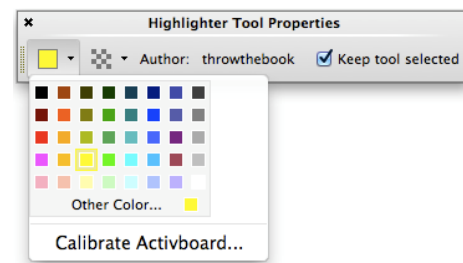 Highlighter Tool Properties
Author: throwthebook Keep tool selected
Other Color...
Calibrate Activboard...